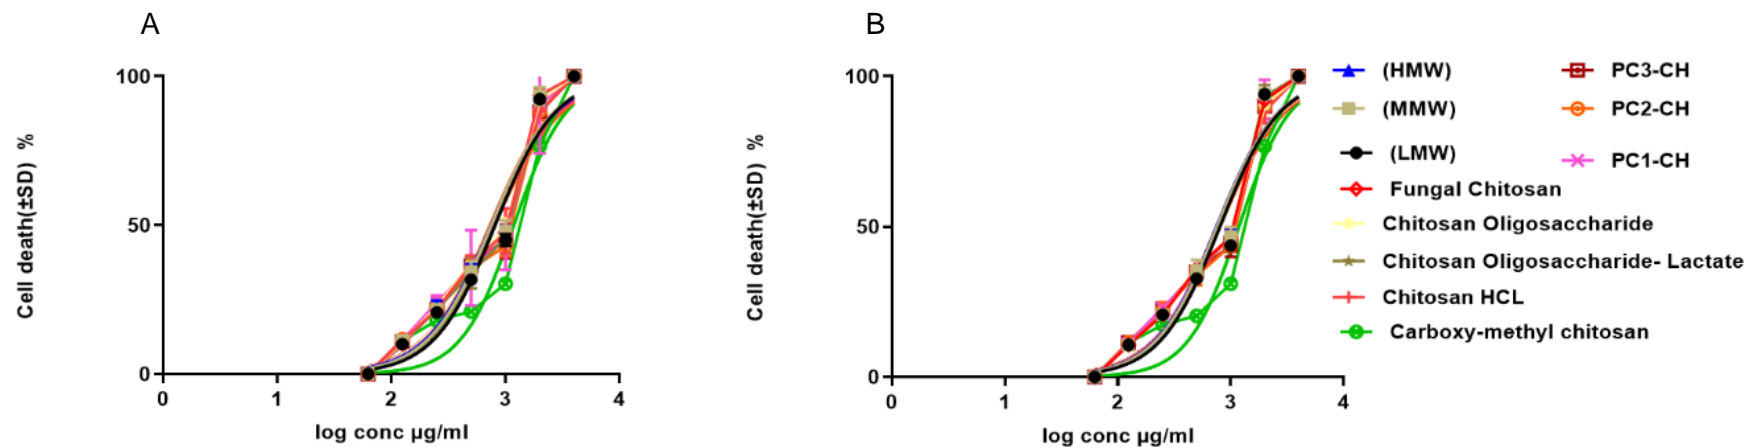 A
B
Cell death(±SD) %
100
50
0
0 1 2 3 4
log conc µg/ml
Cell death(±SD) %
100
50
0
0 1 2 3 4
log conc µg/ml
(HMW)
(MMW)
(LMW)
Fungal Chitosan
Chitosan Oligosaccharide
Chitosan Oligosaccharide- Lactate
Chitosan HCL
Carboxy-methyl chitosan
PC3-CH
PC2-CH
PC1-CH